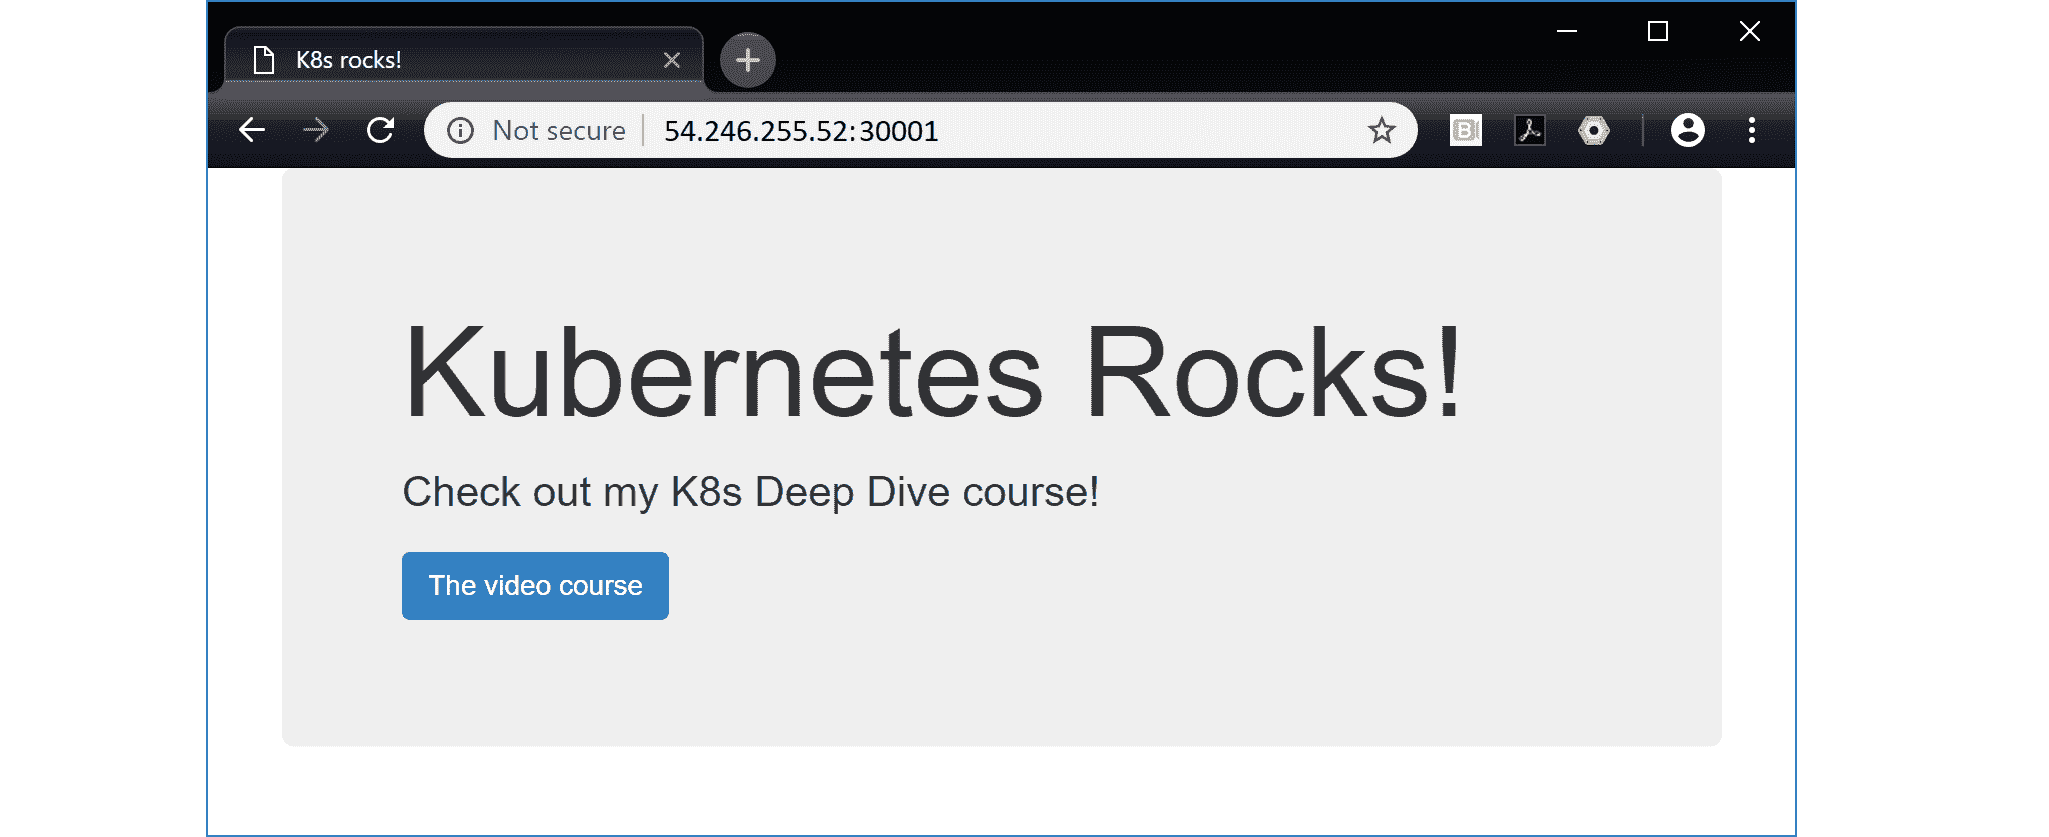 K8s rocks!
Not secure
54.246.255.52:30001
Kubernetes Rocks!
Check out my K8s Deep Dive course!
The video course